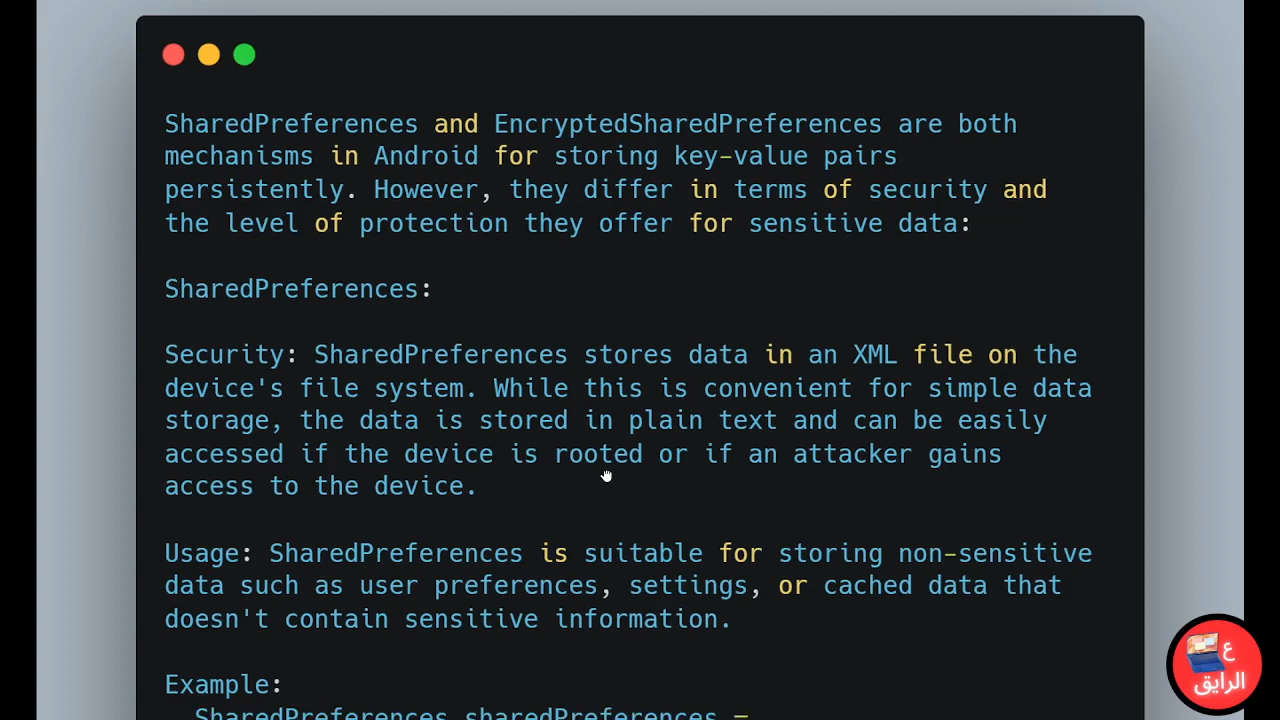 SharedPreferences and EncryptedSharedPreferences are both
mechanisms in Android for storing key-value pairs
persistently. However, they differ in terms of security and
the level of protection they offer for sensitive data:
SharedPreferences:
Security: SharedPreferences stores data in an XML file on the
device's file system. While this is convenient for simple data
storage, the data is stored in plain text and can be easily
accessed if the device is rooted or if an attacker gains
access to the device.
Usage: SharedPreferences is suitable for storing non-sensitive
data such as user preferences, settings, or cached data that
doesn't contain sensitive information.
Example:
SharedPreferences sharedPreferences =
ع
الرايق